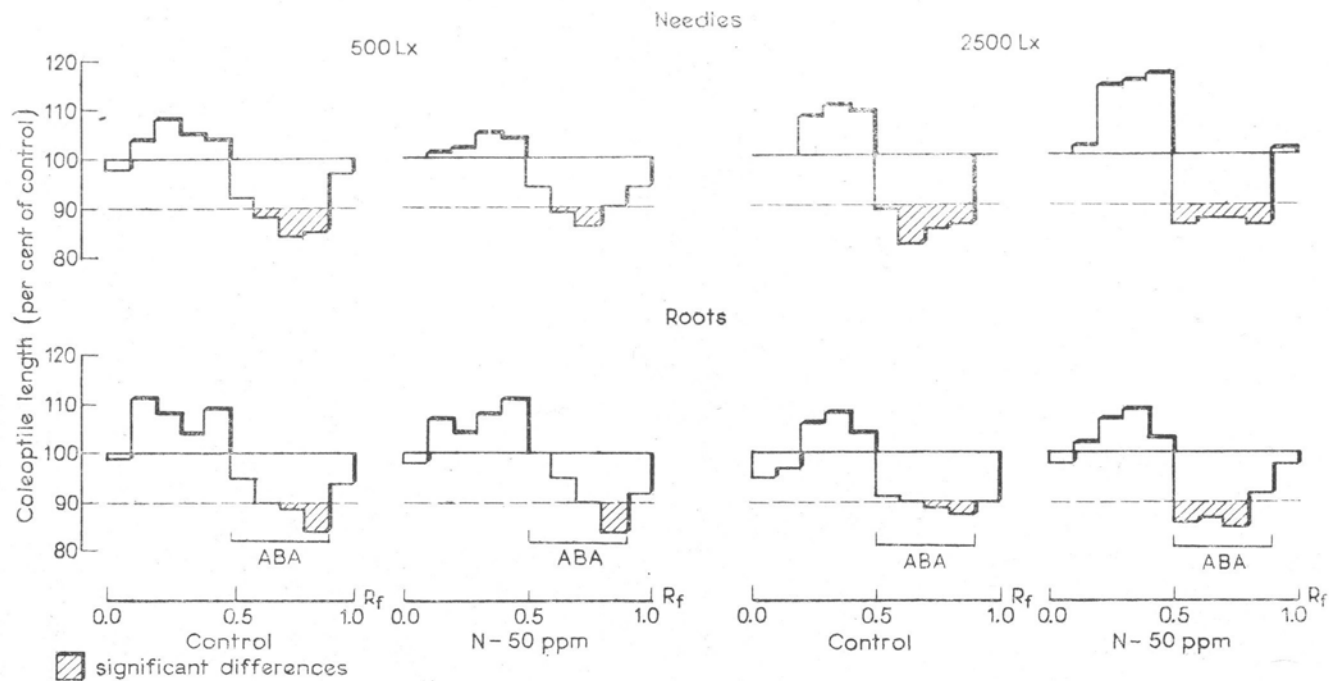 Needles
500 Lx
2500 Lx
Coleoptile length (per cent of control)
120
110
100
90
80
Roots
120
110
100
90
80
ABA
ABA
ABA
ABA
0.0 0.5 1.0 Rf
0.0 0.5 1.0
0.0 0.5 1.0 Rf
0.0 0.5 1.0 Rf
Control
N- 50 ppm
Control
N- 50 ppm
significant differences